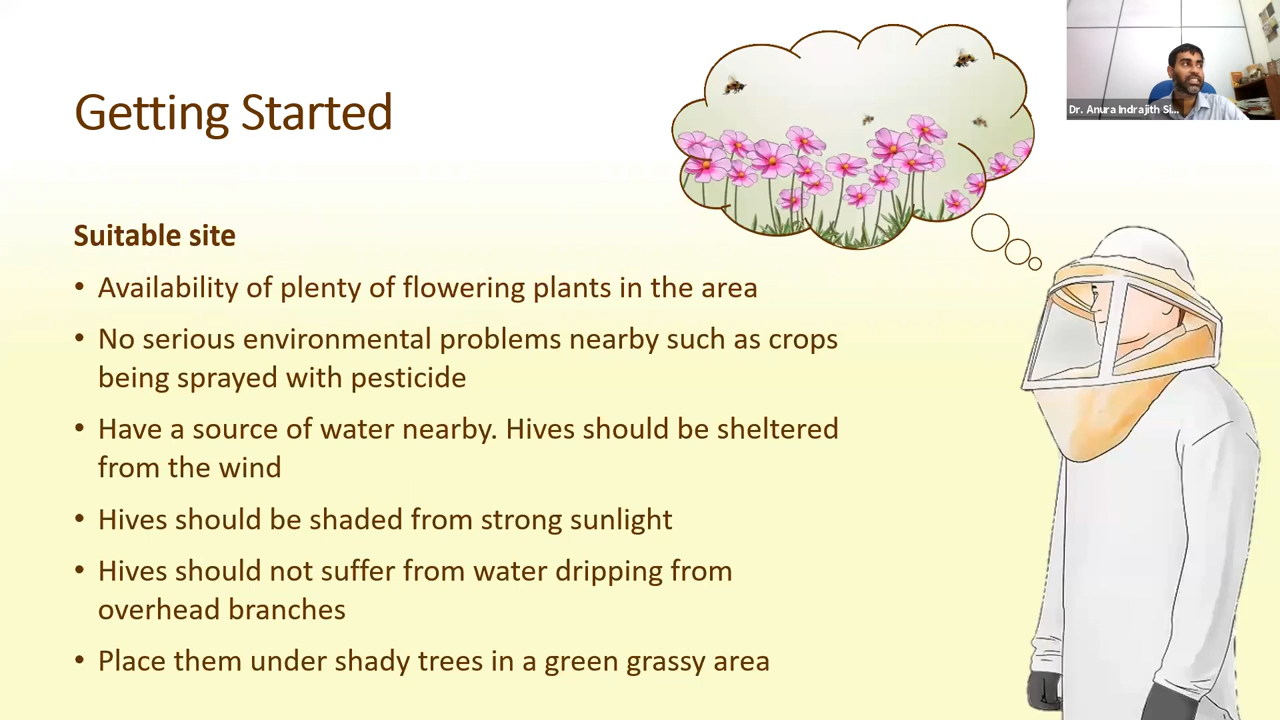 Getting Started
Dr. Anura Indrajith Si...
Suitable site
• Availability of plenty of flowering plants in the area
• No serious environmental problems nearby such as crops
being sprayed with pesticide
• Have a source of water nearby. Hives should be sheltered
from the wind
• Hives should be shaded from strong sunlight
• Hives should not suffer from water dripping from
overhead branches
• Place them under shady trees in a green grassy area